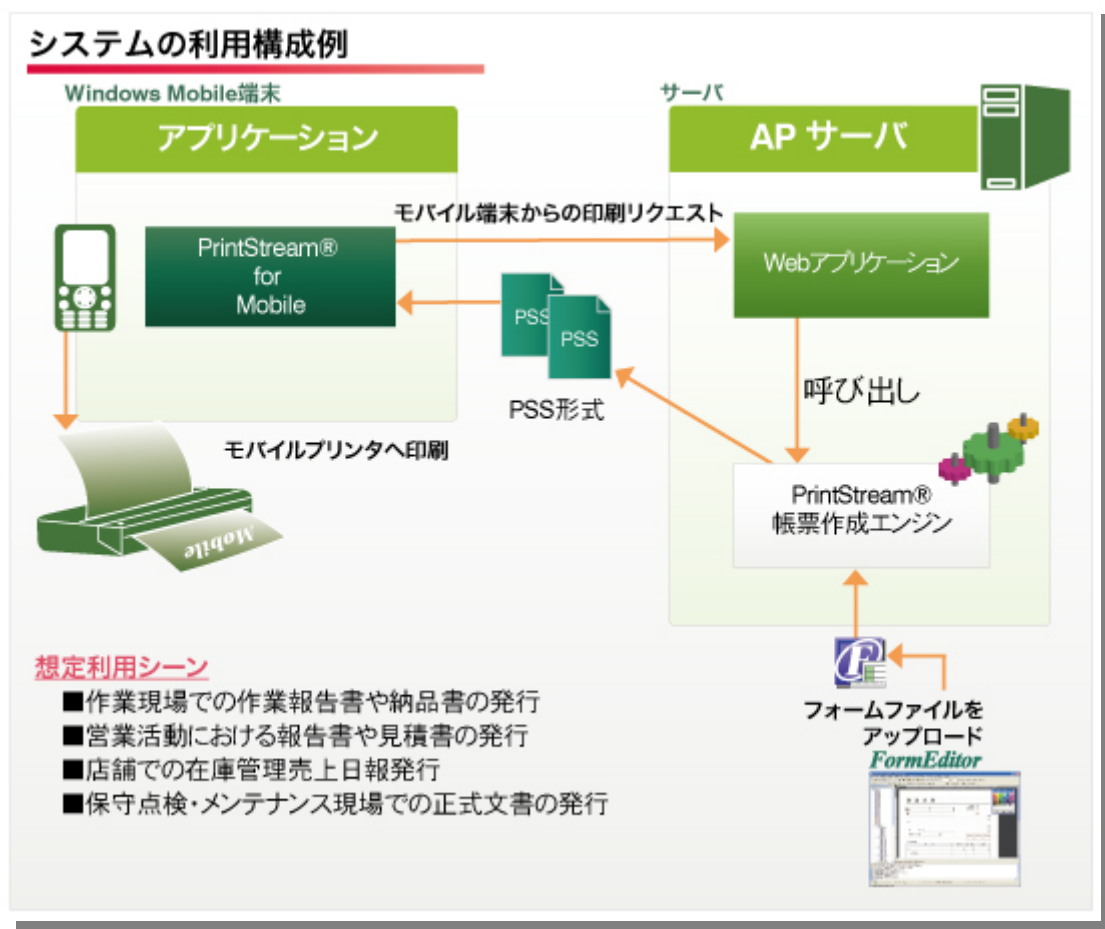 システムの利用構成例
Windows Mobile端末
アプリケーション
サーバ
AP サーバ
モバイル端末からの印刷リクエスト
PrintStream®
for
Mobile
Webアプリケーション
PSS
PSS
PSS形式
呼び出し
モバイルプリンタへ印刷
Mobile
PrintStream®
帳票作成エンジン
F
フォームファイルを
アップロード
FormEditor
想定利用シーン
■作業現場での作業報告書や納品書の発行
■営業活動における報告書や見積書の発行
■店舗での在庫管理売上日報発行
■保守点検・メンテナンス現場での正式文書の発行